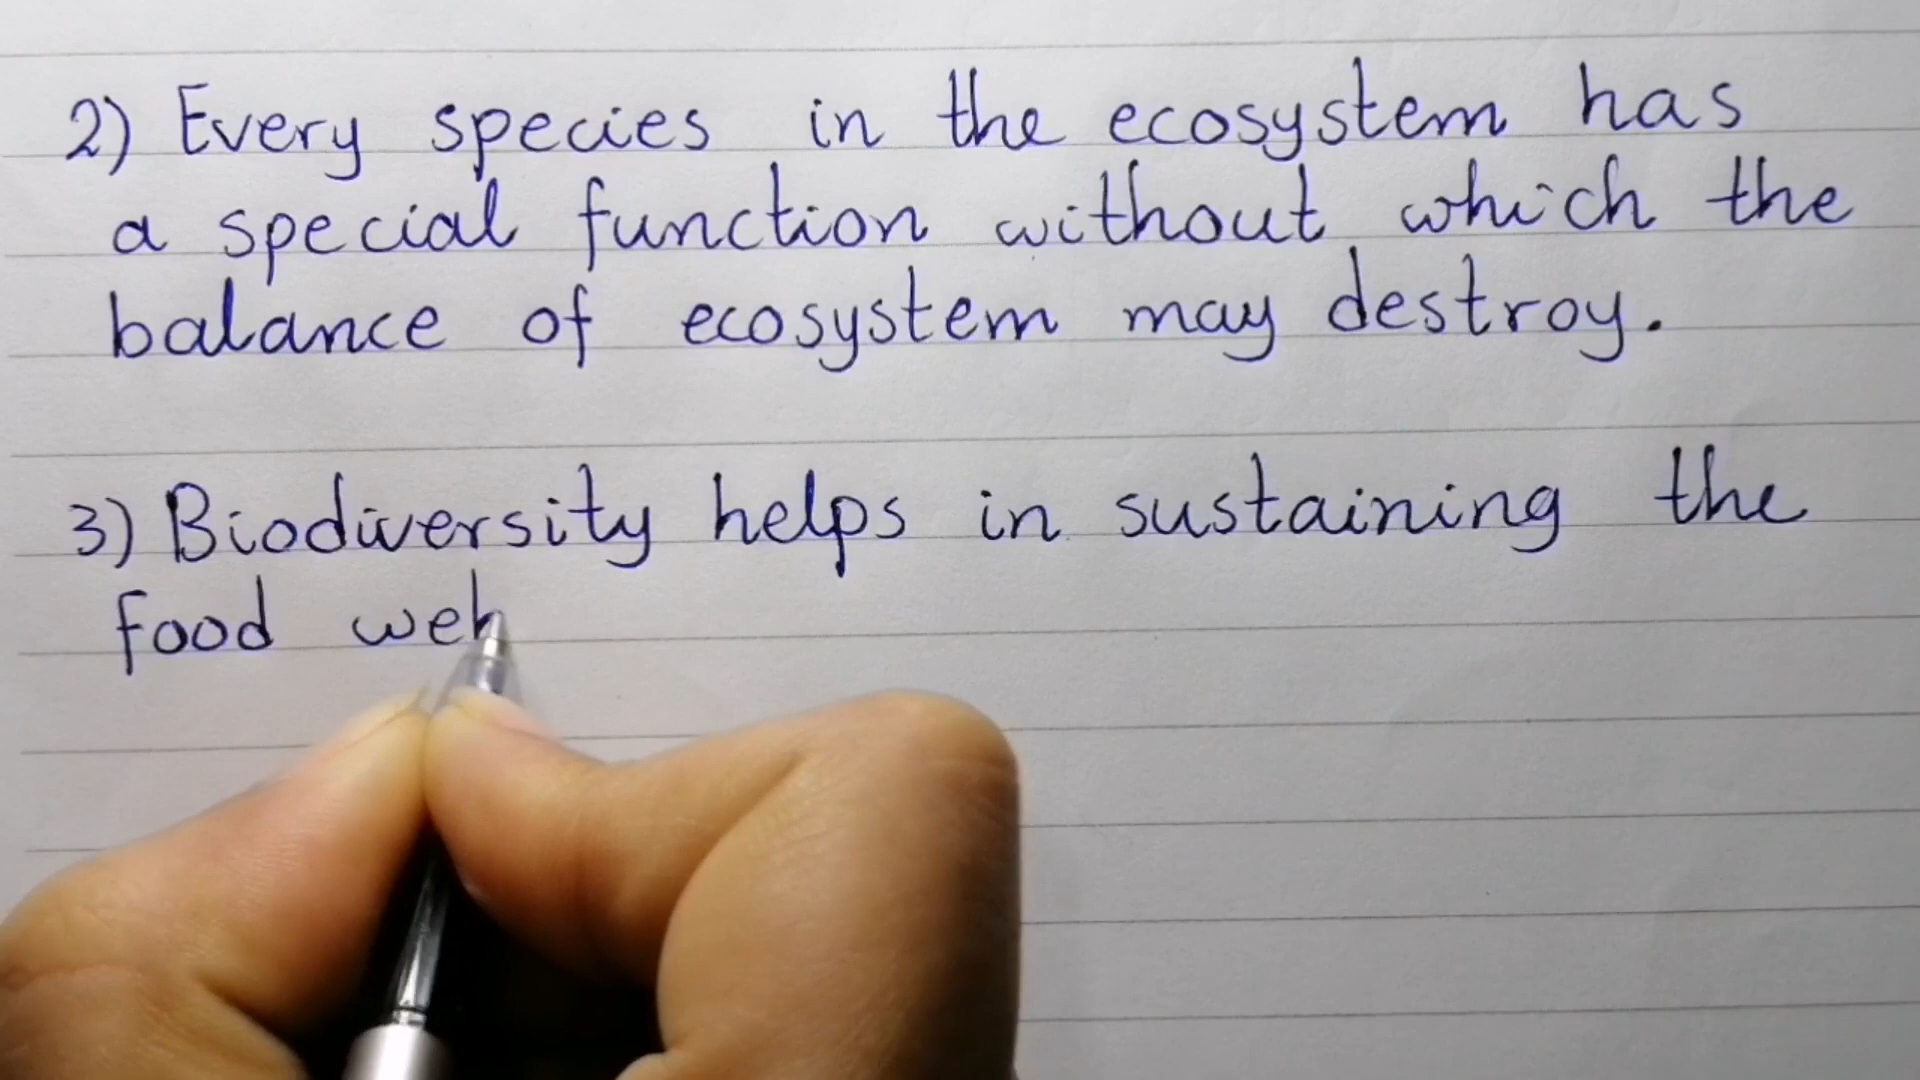 2) Every species in the ecosystem has
a special function without which the
balance of ecosystem may destroy.
3) Biodiversity helps in sustaining the
food web